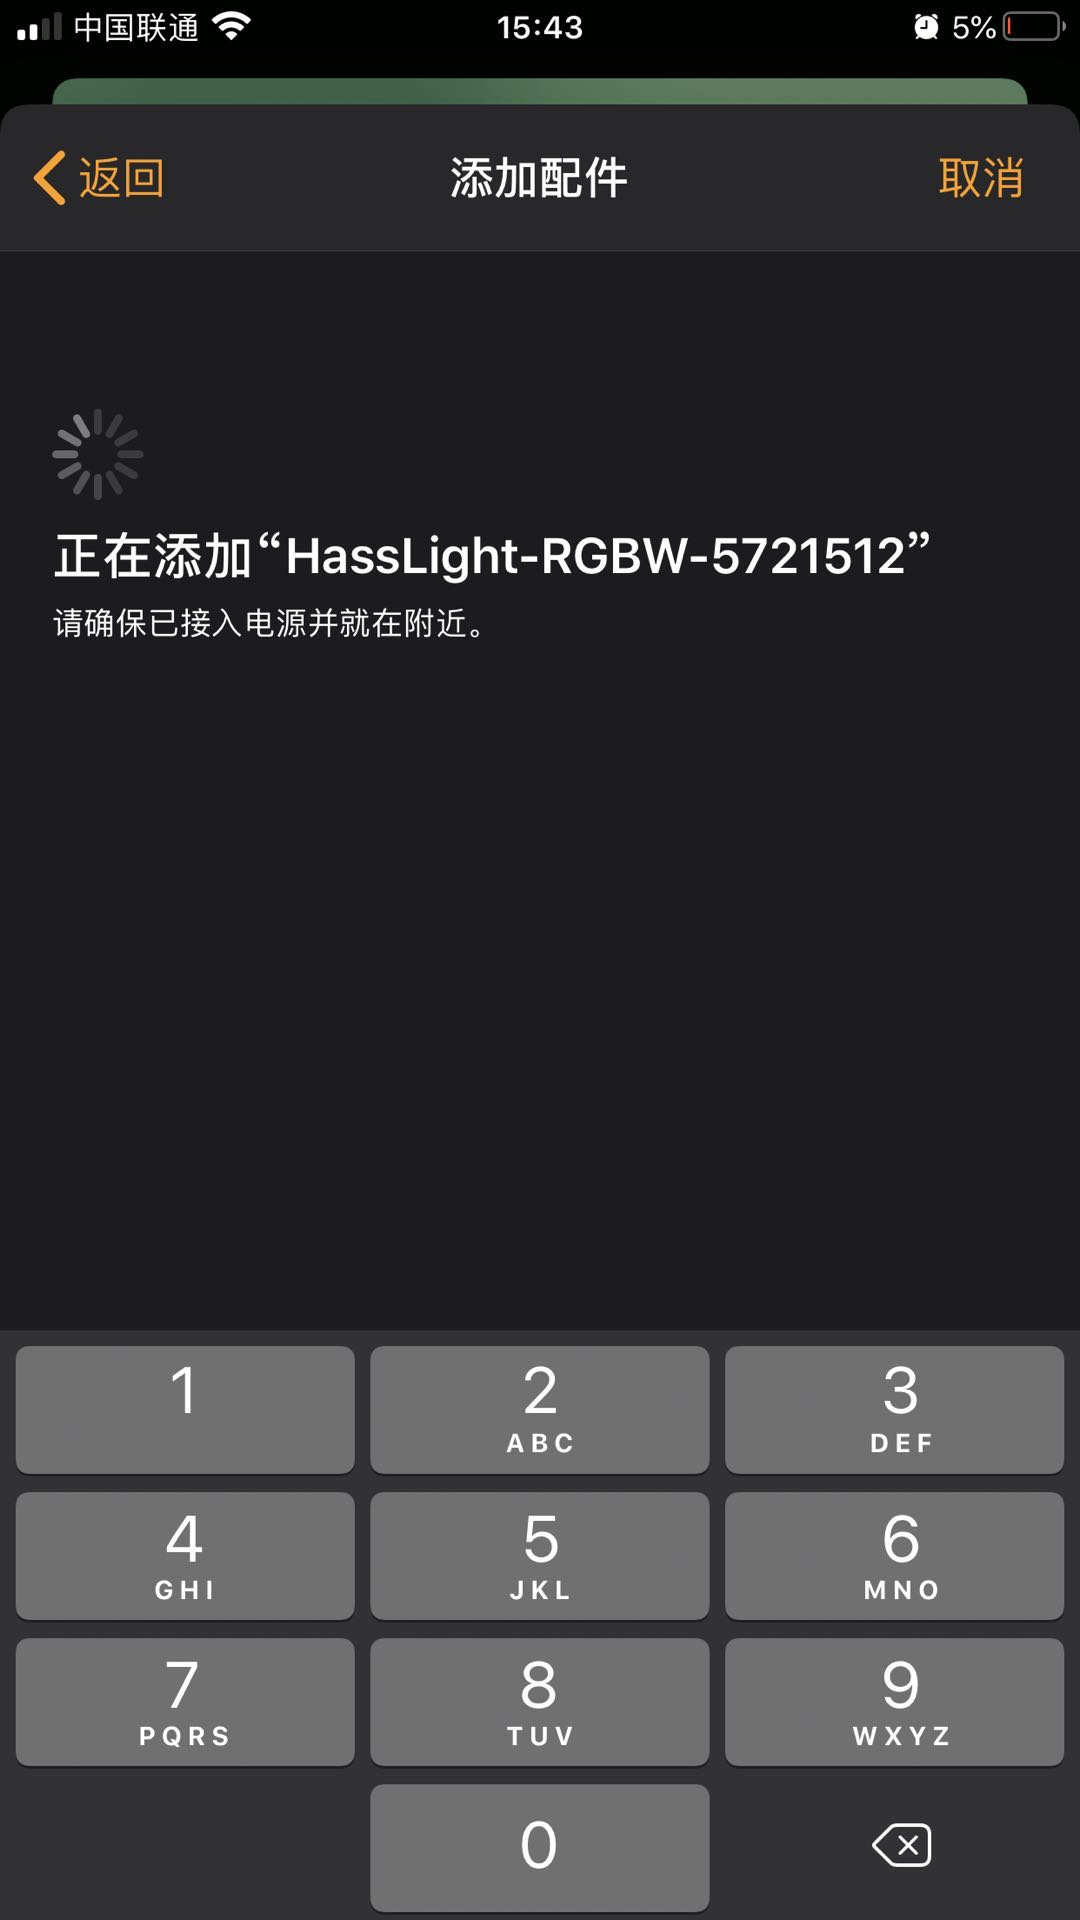 中国联通 15:43 5%
返回 添加配件 取消
正在添加“HassLight-RGBW-5721512”
请确保已接入电源并就在附近。
1 2 3
ABC DEF
4 5 6
GHI JKL MNO
7 8 9
PQRS TUV WXYZ
0